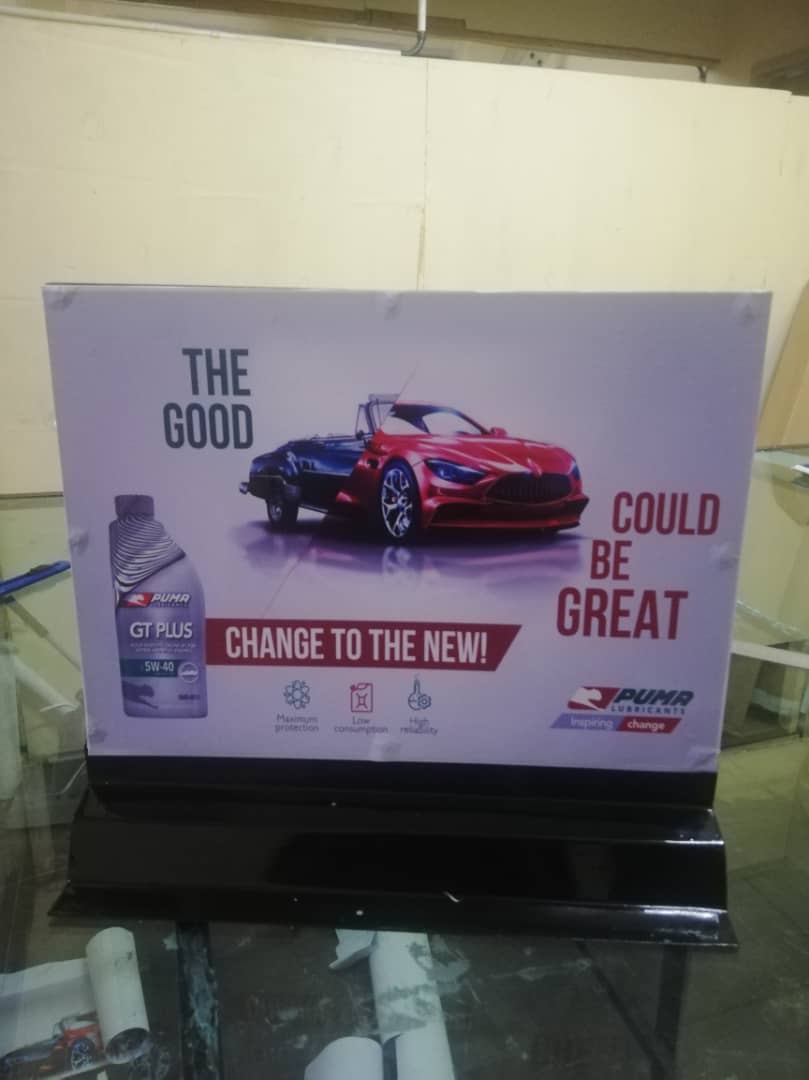 THE
GOOD
COULD
BE
GREAT
PUMA
LUBRICANTS
GT PLUS
5W-40
CHANGE TO THE NEW!
Maximum
protection
Low
consumption
High
reliability
PUMA
LUBRICANTS
Inspiring change